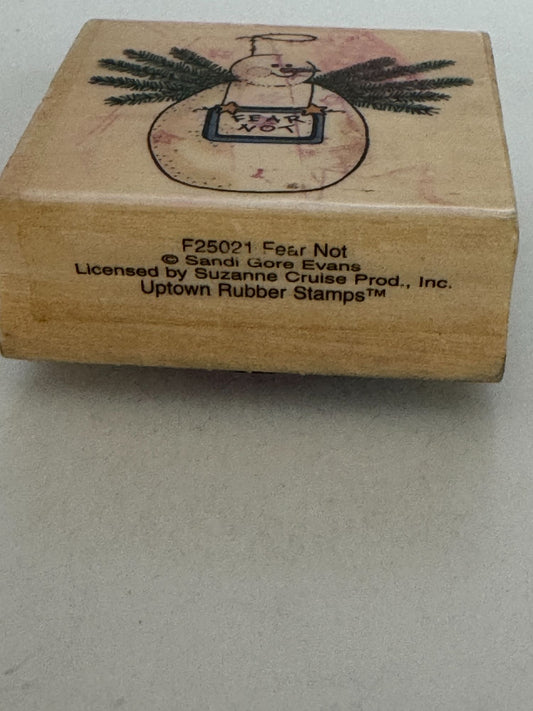 FEAR
NOT
F25021 Fear Not
© Sandi Gore Evans
Licensed by Suzanne Cruise Prod., Inc.
Uptown Rubber Stamps™